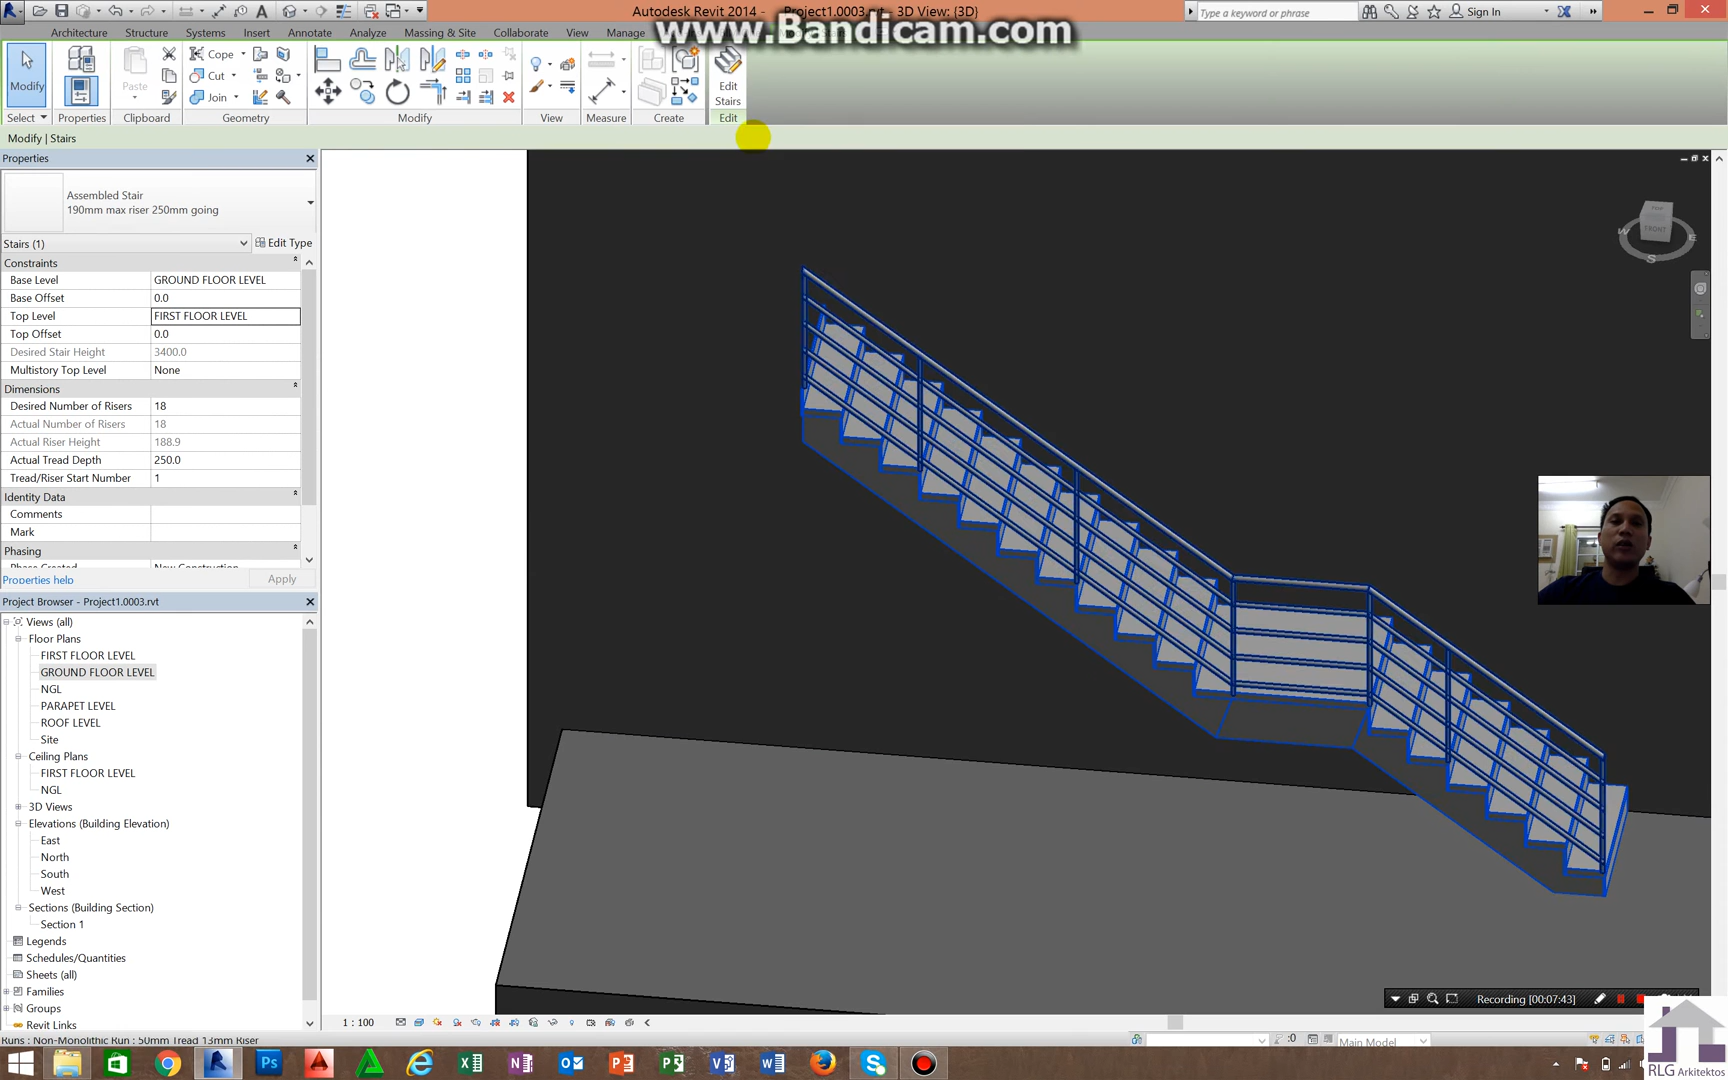 Autodesk Revit 2014 - Project1.0003.rvt - 3D View: {3D}
www.Bandicam.com
Type a keyword or phrase
Sign In
Architecture Structure Systems Insert Annotate Analyze Massing & Site Collaborate View Manage
Modify
Paste
Cope
Cut
Join
Edit Stairs
Select Properties Clipboard Geometry Modify View Measure Create Edit
Modify | Stairs
Properties
Assembled Stair
190mm max riser 250mm going
Stairs (1)
Edit Type
Constraints
Base Level GROUND FLOOR LEVEL
Base Offset 0.0
Top Level FIRST FLOOR LEVEL
Top Offset 0.0
Desired Stair Height 3400.0
Multistory Top Level None
Dimensions
Desired Number of Risers 18
Actual Number of Risers 18
Actual Riser Height 188.9
Actual Tread Depth 250.0
Tread/Riser Start Number 1
Identity Data
Comments
Mark
Phasing
Phase Created New Construction
Properties help
Apply
Project Browser - Project1.0003.rvt
Views (all)
Floor Plans
FIRST FLOOR LEVEL
GROUND FLOOR LEVEL
NGL
PARAPET LEVEL
ROOF LEVEL
Site
Ceiling Plans
FIRST FLOOR LEVEL
NGL
3D Views
Elevations (Building Elevation)
East
North
South
West
Sections (Building Section)
Section 1
Legends
Schedules/Quantities
Sheets (all)
Families
Groups
Revit Links
TOP
FRONT
W
E
S
Recording [00:07:43]
1 : 100
Runs : Non-Monolithic Run : 50mm Tread 13mm Riser
:0
Main Model
RLG Arkitektos